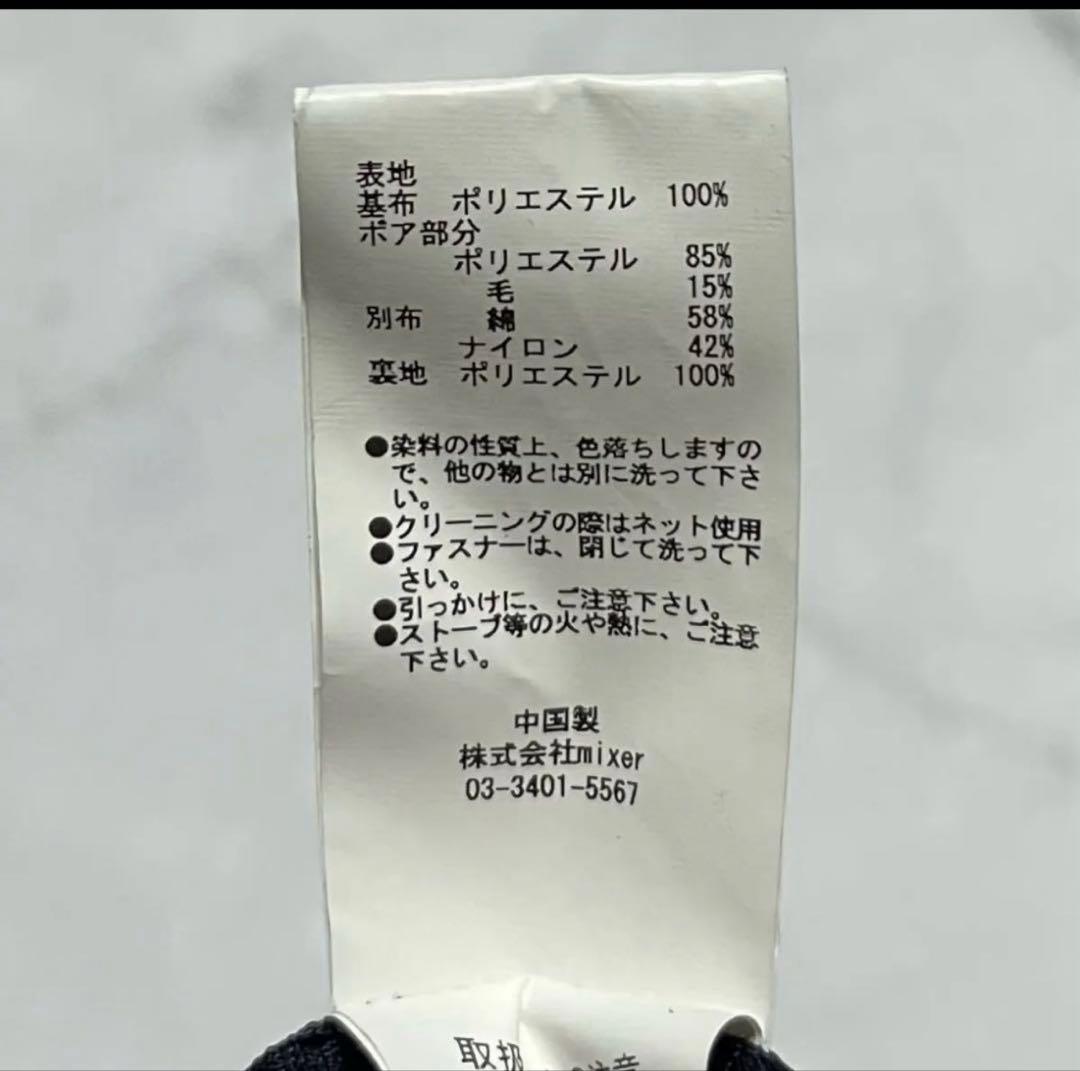 表地
基布 ポリエステル 100%
ボア部分
ポリエステル 85%
毛 15%
別布 綿 58%
ナイロン 42%
裏地 ポリエステル 100%
●染料の性質上、色落ちしますの
で、他の物とは別に洗って下さ
い。
●クリーニングの際はネット使用
●ファスナーは、閉じて洗って下
さい。
●引っかけに、ご注意下さい。
●ストーブ等の火や熱に、ご注意
下さい。
中国製
株式会社mixer
03-3401-5567
取扱 注意